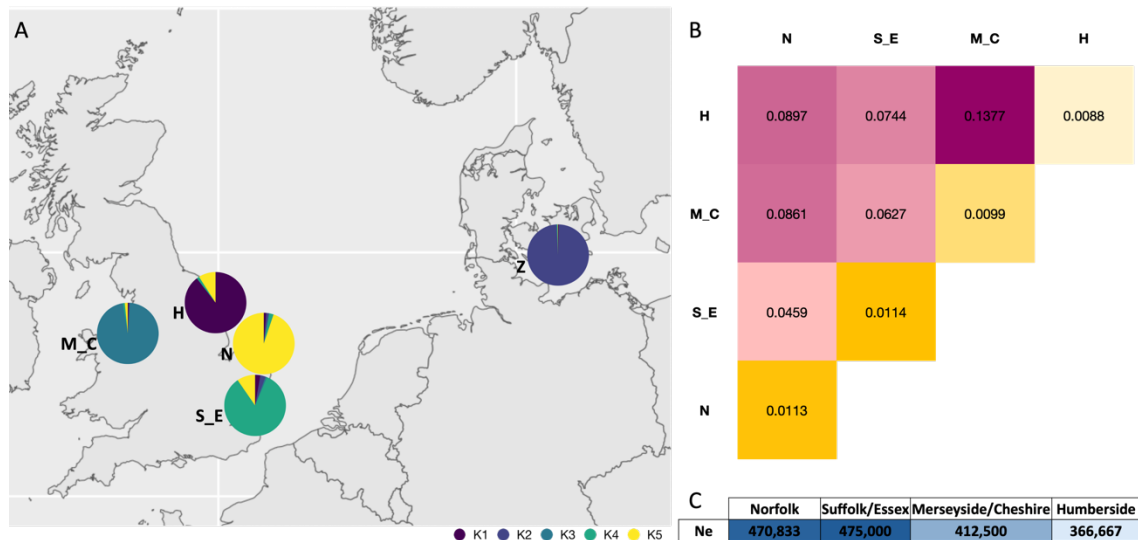 A
H
M_C
N
S_E
Z
K1 K2 K3 K4 K5
B
N S_E M_C H
H 0.0897 0.0744 0.1377 0.0088
M_C 0.0861 0.0627 0.0099
S_E 0.0459 0.0114
N 0.0113
C
Norfolk Suffolk/Essex Merseyside/Cheshire Humberside
Ne 470,833 475,000 412,500 366,667